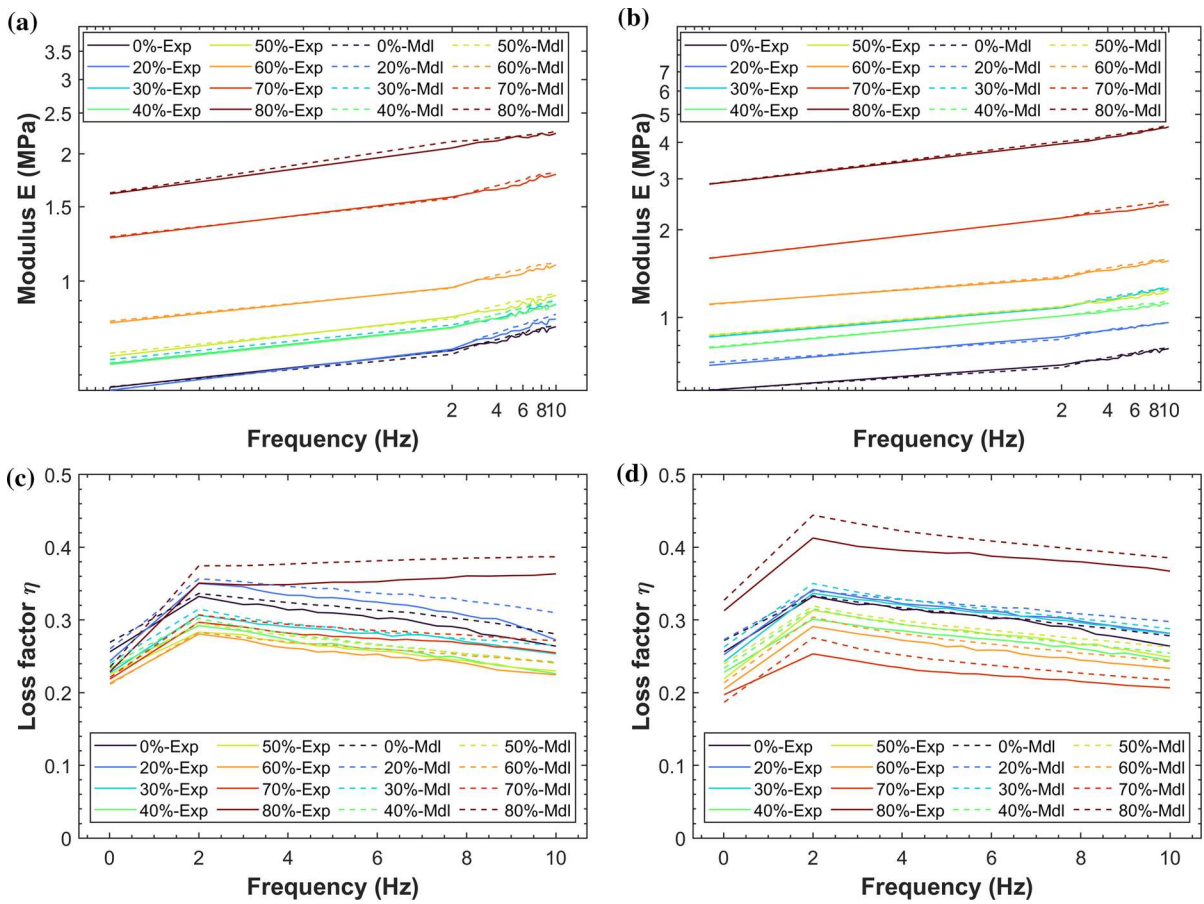 (a)
3.5
3
2.5
2
1.5
1
Modulus E (MPa)
0%-Exp 50%-Exp 0%-Mdl 50%-Mdl
20%-Exp 60%-Exp 20%-Mdl 60%-Mdl
30%-Exp 70%-Exp 30%-Mdl 70%-Mdl
40%-Exp 80%-Exp 40%-Mdl 80%-Mdl
2 4 6 8 10
Frequency (Hz)
(b)
7
6
5
4
3
2
1
Modulus E (MPa)
0%-Exp 50%-Exp 0%-Mdl 50%-Mdl
20%-Exp 60%-Exp 20%-Mdl 60%-Mdl
30%-Exp 70%-Exp 30%-Mdl 70%-Mdl
40%-Exp 80%-Exp 40%-Mdl 80%-Mdl
2 4 6 8 10
Frequency (Hz)
(c)
0.5
0.4
0.3
0.2
0.1
0
Loss factor η
0%-Exp 50%-Exp 0%-Mdl 50%-Mdl
20%-Exp 60%-Exp 20%-Mdl 60%-Mdl
30%-Exp 70%-Exp 30%-Mdl 70%-Mdl
40%-Exp 80%-Exp 40%-Mdl 80%-Mdl
0 2 4 6 8 10
Frequency (Hz)
(d)
0.5
0.4
0.3
0.2
0.1
0
Loss factor η
0%-Exp 50%-Exp 0%-Mdl 50%-Mdl
20%-Exp 60%-Exp 20%-Mdl 60%-Mdl
30%-Exp 70%-Exp 30%-Mdl 70%-Mdl
40%-Exp 80%-Exp 40%-Mdl 80%-Mdl
0 2 4 6 8 10
Frequency (Hz)